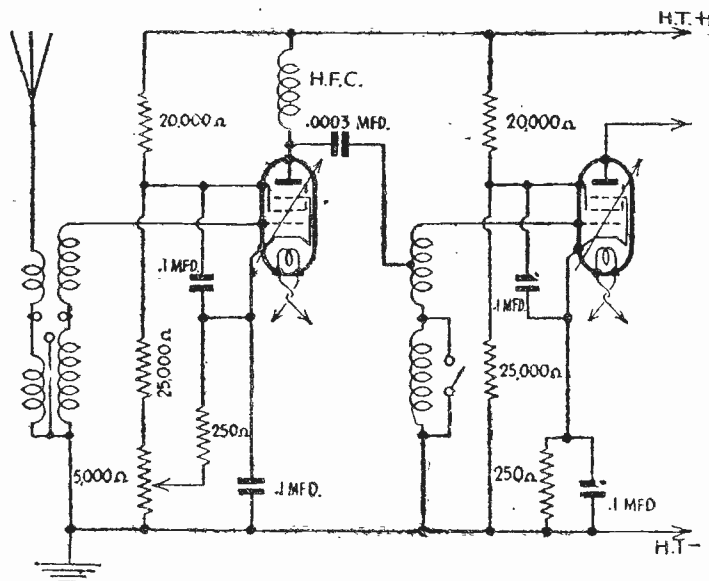 H.T.+
H.F.C.
.0003 MFD.
20,000Ω
20,000Ω
.1 MFD.
.1 MFD.
25,000Ω
25,000Ω
250Ω
5,000Ω
.1 MFD.
250Ω
.1 MFD
H.T-